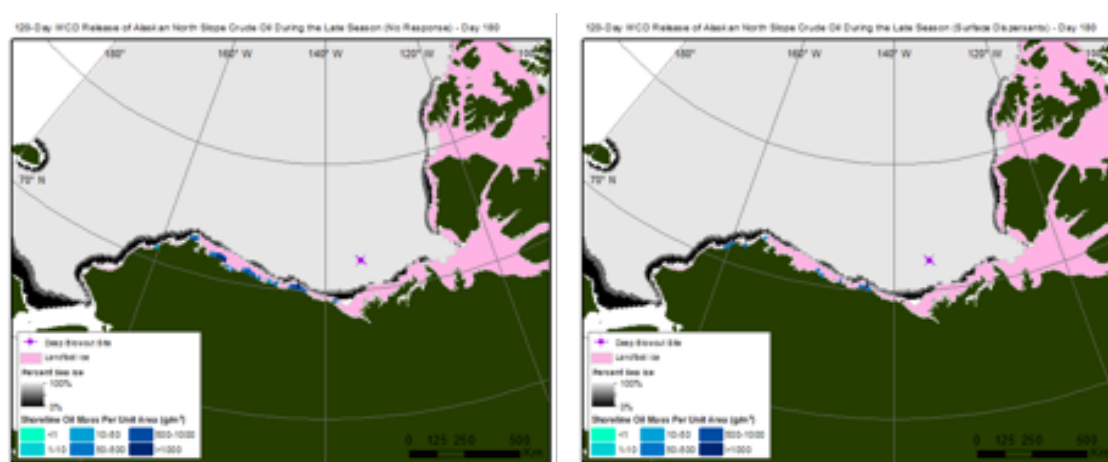 120-Day WCD Release of Alaskan North Slope Crude Oil During the Late Season (No Response) - Day 180
180°
160° W
140° W
120° W
100°
70° N
Deep Blowout Site
Landfast Ice
Percent Sea Ice
100%
0%
Shoreline Oil Mass Per Unit Area (g/m²)
<1
10-50
500-1000
1-10
50-500
>1000
0 125 250 500
Km
120-Day WCD Release of Alaskan North Slope Crude Oil During the Late Season (Surface Dispersants) - Day 180
180°
160° W
140° W
120° W
100
70° N
Deep Blowout Site
Landfast Ice
Percent Sea Ice
100%
0%
Shoreline Oil Mass Per Unit Area (g/m²)
<1
10-50
500-1000
1-10
50-500
>1000
0 125 250 500
Km